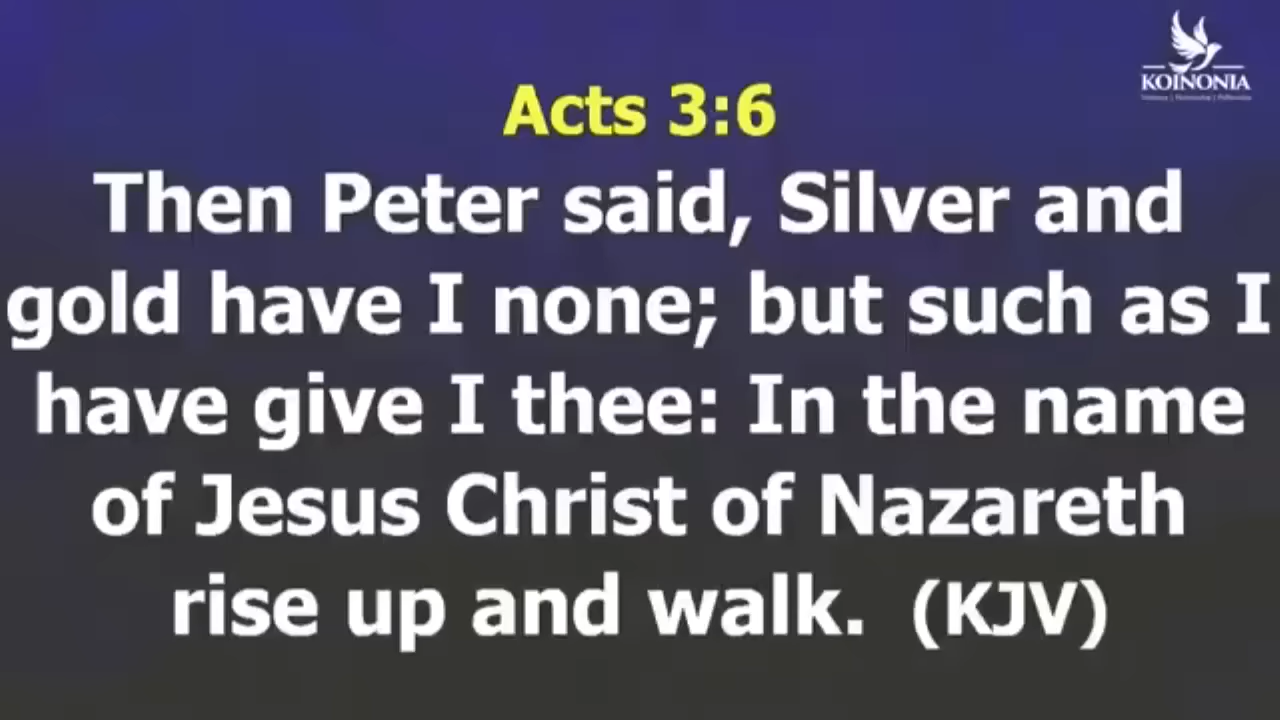 KOINONIA
Acts 3:6
Then Peter said, Silver and
gold have I none; but such as I
have give I thee: In the name
of Jesus Christ of Nazareth
rise up and walk. (KJV)